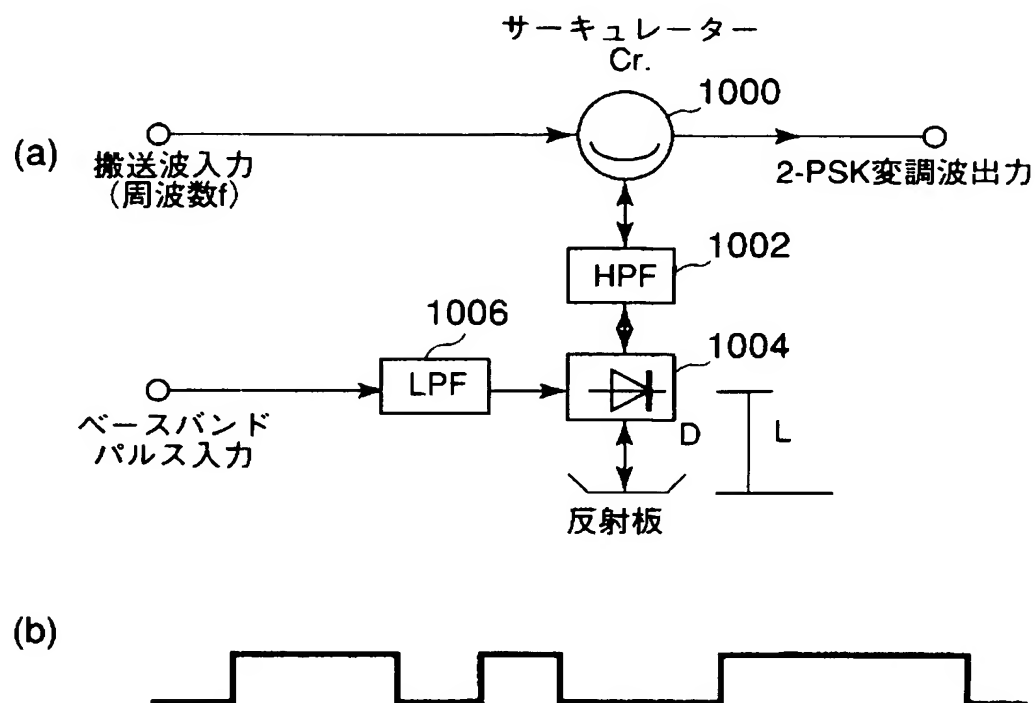 サーキュレーター
Cr.
1000
(a)
搬送波入力
(周波数f)
2-PSK変調波出力
HPF
1002
1006
LPF
1004
D
L
ベースバンド
パルス入力
反射板
(b)